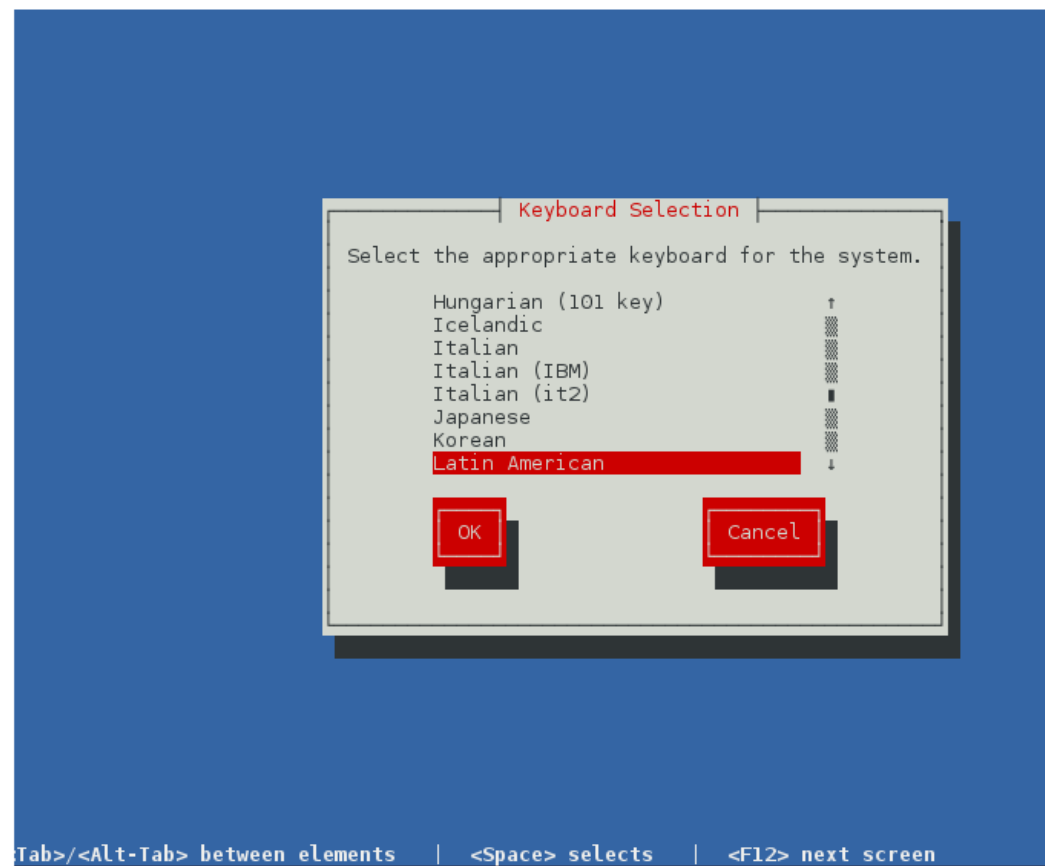 Keyboard Selection
Select the appropriate keyboard for the system.
Hungarian (101 key)
Icelandic
Italian
Italian (IBM)
Italian (it2)
Japanese
Korean
Latin American
OK Cancel
Tab>/<Alt-Tab> between elements | <Space> selects | <F12> next screen